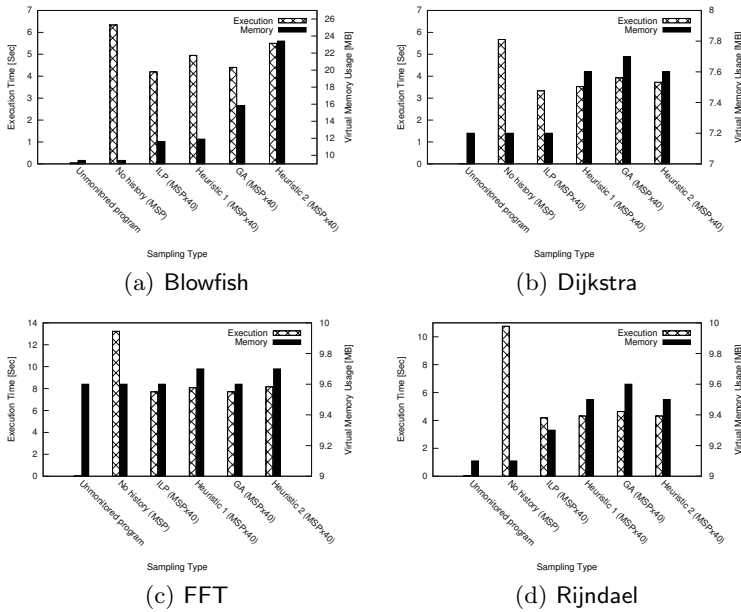 Execution Time [Sec]
7
6
5
4
3
2
1
0
Execution
Memory
26
24
22
20
18
16
14
12
10
Virtual Memory Usage [MB]
Unmonitored program
No history (MSP)
ILP (MSPx40)
Heuristic 1 (MSPx40)
GA (MSPx40)
Heuristic 2 (MSPx40)
Sampling Type
(a) Blowfish
Execution Time [Sec]
7
6
5
4
3
2
1
0
Execution
Memory
8
7.8
7.6
7.4
7.2
7
Virtual Memory Usage [MB]
Unmonitored program
No history (MSP)
ILP (MSPx40)
Heuristic 1 (MSPx40)
GA (MSPx40)
Heuristic 2 (MSPx40)
Sampling Type
(b) Dijkstra
Execution Time [Sec]
14
12
10
8
6
4
2
0
Execution
Memory
10
9.8
9.6
9.4
9.2
9
Virtual Memory Usage [MB]
Unmonitored program
No history (MSP)
ILP (MSPx40)
Heuristic 1 (MSPx40)
GA (MSPx40)
Heuristic 2 (MSPx40)
Sampling Type
(c) FFT
Execution Time [Sec]
10
8
6
4
2
0
Execution
Memory
10
9.8
9.6
9.4
9.2
9
Virtual Memory Usage [MB]
Unmonitored program
No history (MSP)
ILP (MSPx40)
Heuristic 1 (MSPx40)
GA (MSPx40)
Heuristic 2 (MSPx40)
Sampling Type
(d) Rijndael